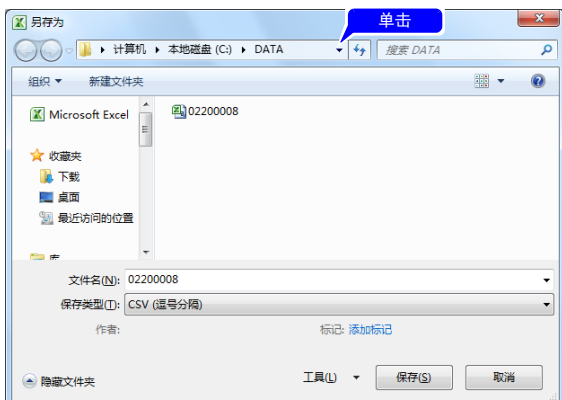 另存为
单击
计算机 本地磁盘 (C:) DATA
搜索 DATA
组织 新建文件夹
Microsoft Excel
02200008
收藏夹
下载
桌面
最近访问的位置
库
文件名(N): 02200008
保存类型(T): CSV (逗号分隔)
作者: 标记: 添加标记
隐藏文件夹 工具(L) 保存(S) 取消